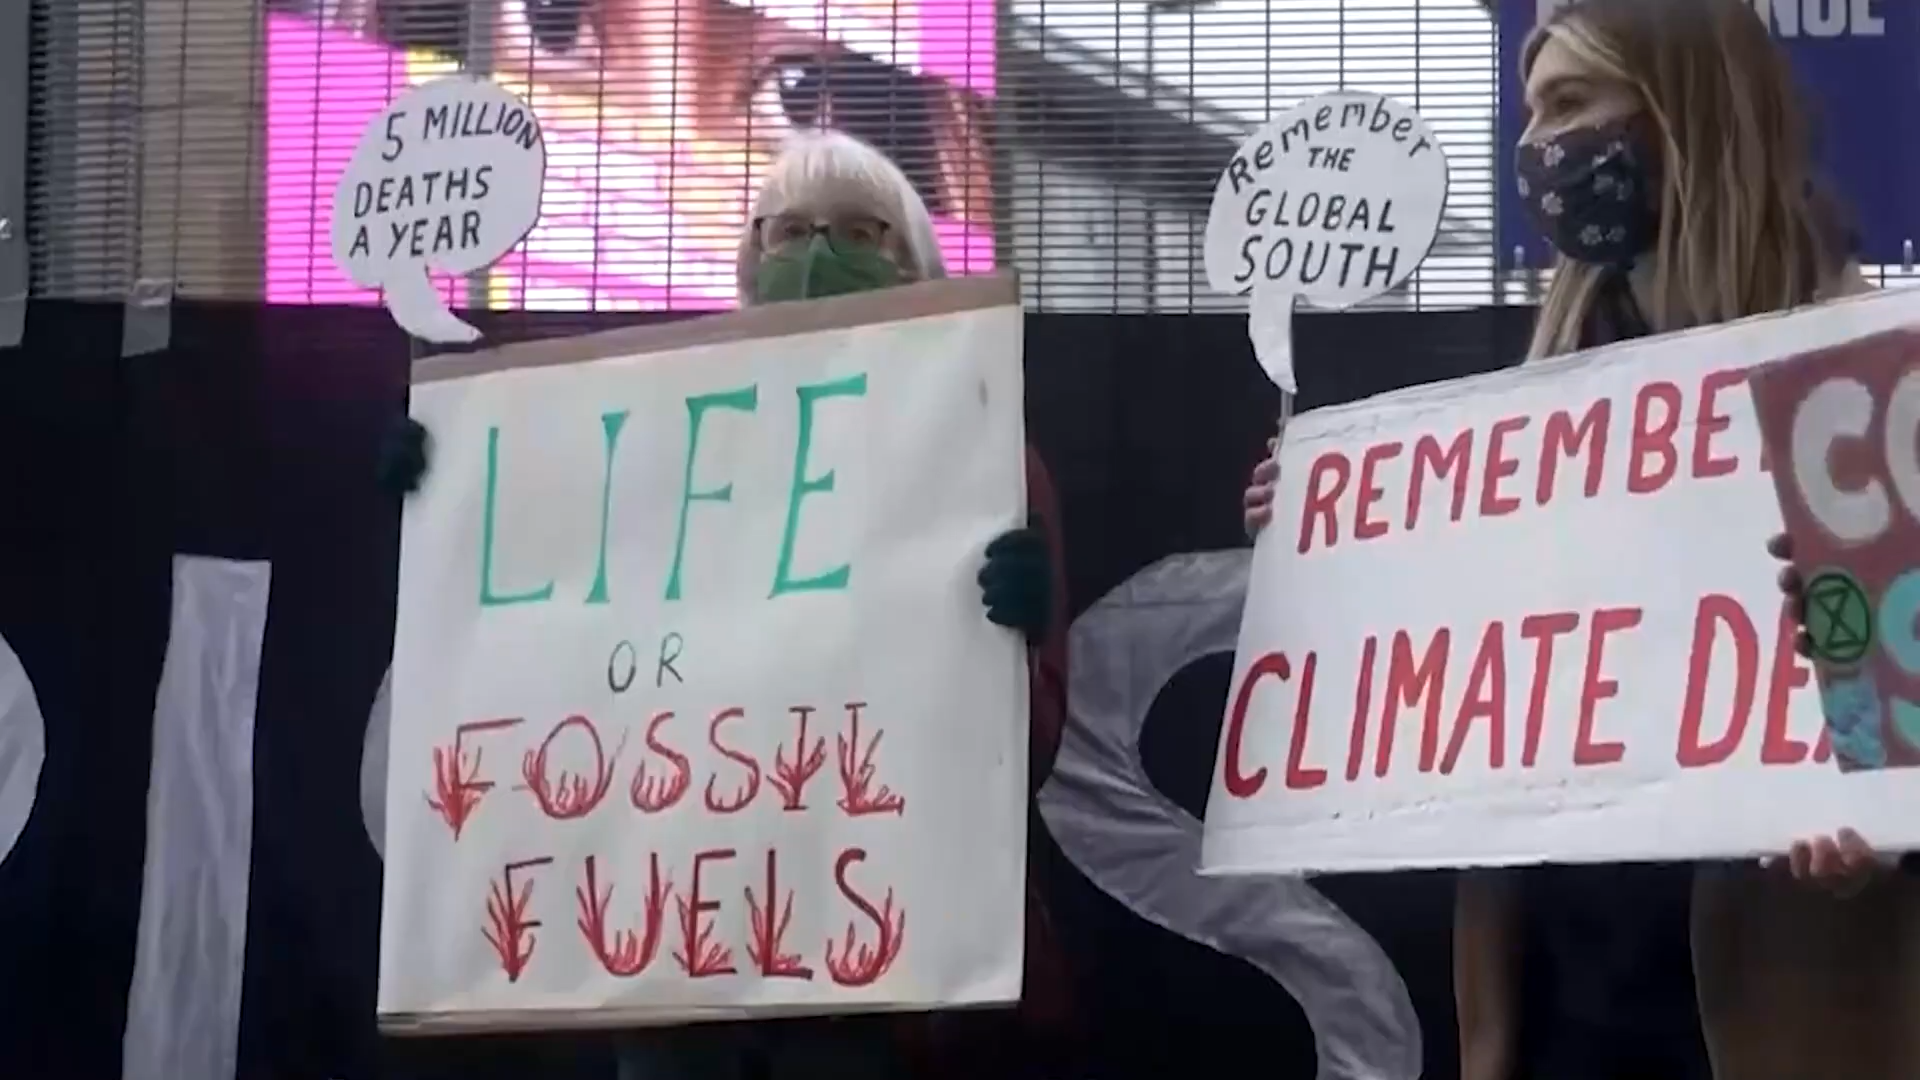 5 MILLION
DEATHS
A YEAR
LIFE
OR
FOSSIL
FUELS
Remember
THE
GLOBAL
SOUTH
REMEMBE
CLIMATE DE